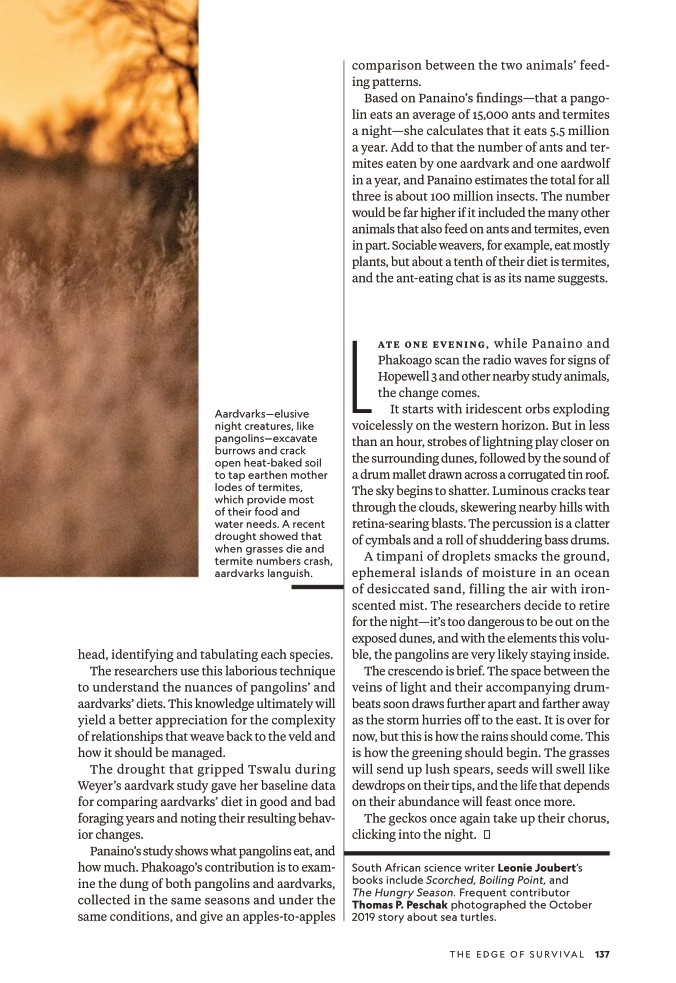 Aardvarks—elusive
night creatures, like
pangolins—excavate
burrows and crack
open heat-baked soil
to tap earthen mother
lodes of termites,
which provide most
of their food and
water needs. A recent
drought showed that
when grasses die and
termite numbers crash,
aardvarks languish.
head, identifying and tabulating each species.
The researchers use this laborious technique
to understand the nuances of pangolins’ and
aardvarks’ diets. This knowledge ultimately will
yield a better appreciation for the complexity
of relationships that weave back to the veld and
how it should be managed.
The drought that gripped Tswalu during
Weyer’s aardvark study gave her baseline data
for comparing aardvarks’ diet in good and bad
foraging years and noting their resulting behav-
ior changes.
Panaino’s study shows what pangolins eat, and
how much. Phakoago’s contribution is to exam-
ine the dung of both pangolins and aardvarks,
collected in the same seasons and under the
same conditions, and give an apples-to-apples
comparison between the two animals’ feed-
ing patterns.
Based on Panaino’s findings—that a pango-
lin eats an average of 15,000 ants and termites
a night—she calculates that it eats 5.5 million
a year. Add to that the number of ants and ter-
mites eaten by one aardvark and one aardwolf
in a year, and Panaino estimates the total for all
three is about 100 million insects. The number
would be far higher if it included the many other
animals that also feed on ants and termites, even
in part. Sociable weavers, for example, eat mostly
plants, but about a tenth of their diet is termites,
and the ant-eating chat is as its name suggests.
LATE ONE EVENING, while Panaino and
Phakoago scan the radio waves for signs of
Hopewell 3 and other nearby study animals,
the change comes.
It starts with iridescent orbs exploding
voicelessly on the western horizon. But in less
than an hour, strobes of lightning play closer on
the surrounding dunes, followed by the sound of
a drum mallet drawn across a corrugated tin roof.
The sky begins to shatter. Luminous cracks tear
through the clouds, skewering nearby hills with
retina-searing blasts. The percussion is a clatter
of cymbals and a roll of shuddering bass drums.
A timpani of droplets smacks the ground,
ephemeral islands of moisture in an ocean
of desiccated sand, filling the air with iron-
scented mist. The researchers decide to retire
for the night—it’s too dangerous to be out on the
exposed dunes, and with the elements this volu-
ble, the pangolins are very likely staying inside.
The crescendo is brief. The space between the
veins of light and their accompanying drum-
beats soon draws further apart and farther away
as the storm hurries off to the east. It is over for
now, but this is how the rains should come. This
is how the greening should begin. The grasses
will send up lush spears, seeds will swell like
dewdrops on their tips, and the life that depends
on their abundance will feast once more.
The geckos once again take up their chorus,
clicking into the night.
South African science writer Leonie Joubert’s
books include Scorched, Boiling Point, and
The Hungry Season. Frequent contributor
Thomas P. Peschak photographed the October
2019 story about sea turtles.
THE EDGE OF SURVIVAL 137